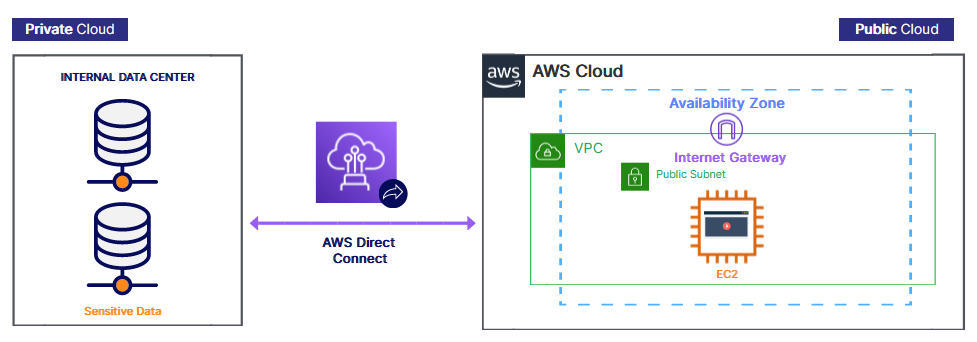 Private Cloud
Public Cloud
INTERNAL DATA CENTER
Sensitive Data
AWS Direct
Connect
aws
AWS Cloud
Availability Zone
VPC
Internet Gateway
Public Subnet
EC2